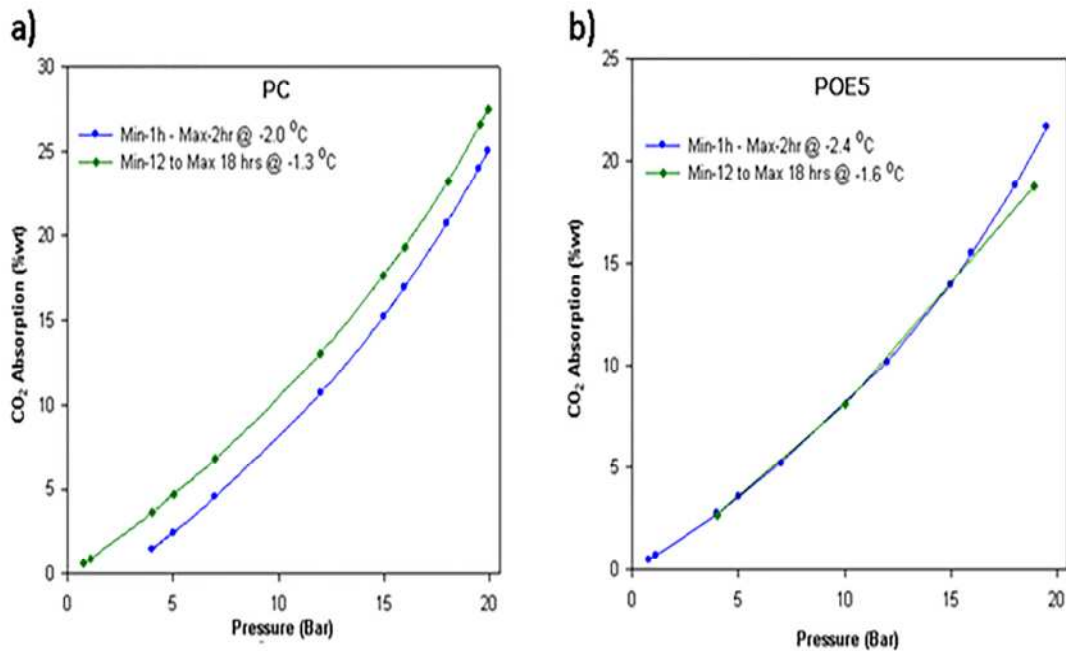 a)
PC
Min-1h - Max-2hr @ -2.0 ⁰C
Min-12 to Max 18 hrs @ -1.3 ⁰C
30
25
20
15
10
5
0
CO₂ Absorption (%wt)
0 5 10 15 20
Pressure (Bar)
b)
POE5
Min-1h - Max-2hr @ -2.4 ⁰C
Min-12 to Max 18 hrs @ -1.6 ⁰C
25
20
15
10
5
0
CO₂ Absorption (%wt)
0 5 10 15 20
Pressure (Bar)